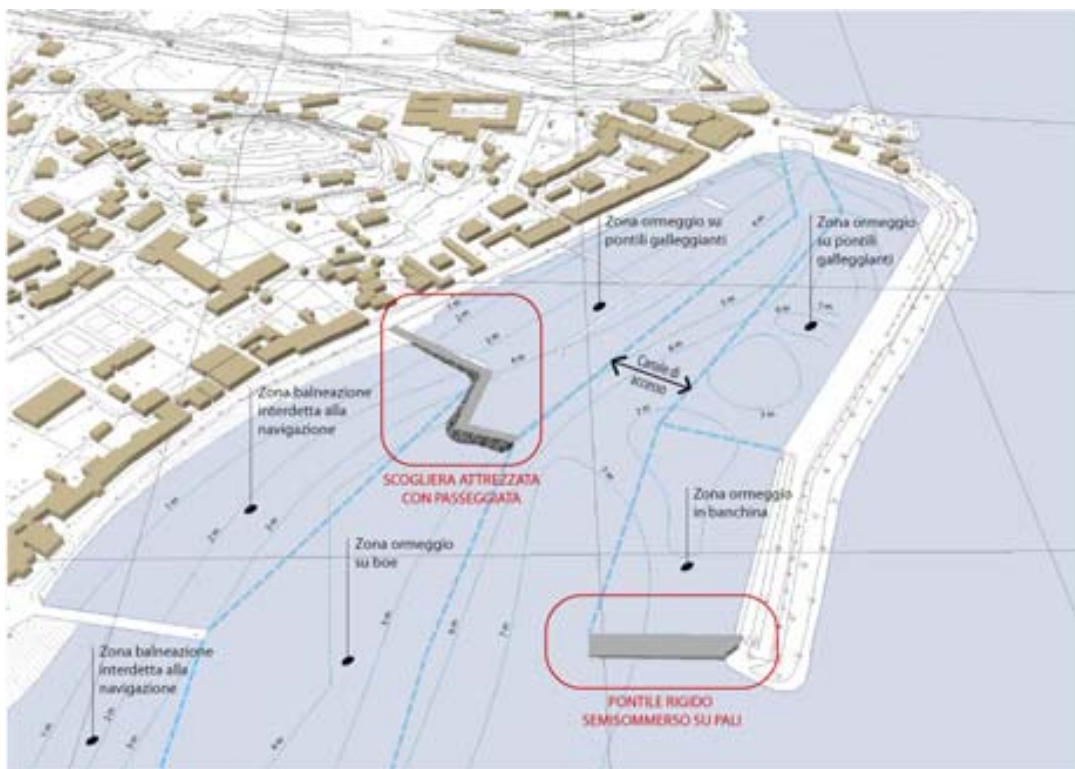 Zona ormeggio su
pontili galleggianti
Zona ormeggio
su pontili
galleggianti
Canale di
accesso
Zona balneazione
interdetta alla
navigazione
SCOGLIERA ATTREZZATA
CON PASSEGGIATA
Zona ormeggio
in banchina
Zona ormeggio
su boe
Zona balneazione
interdetta alla
navigazione
PONTILE RIGIDO
SEMISOMMERSO SU PALI